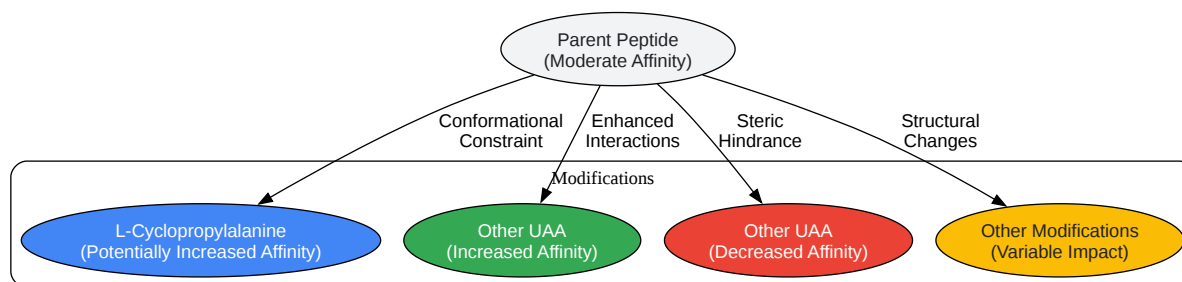 Parent Peptide
(Moderate Affinity)
Conformational
Constraint
Enhanced
Interactions
Steric
Hindrance
Structural
Changes
Modifications
L-Cyclopropylalanine
(Potentially Increased Affinity)
Other UAA
(Increased Affinity)
Other UAA
(Decreased Affinity)
Other Modifications
(Variable Impact)